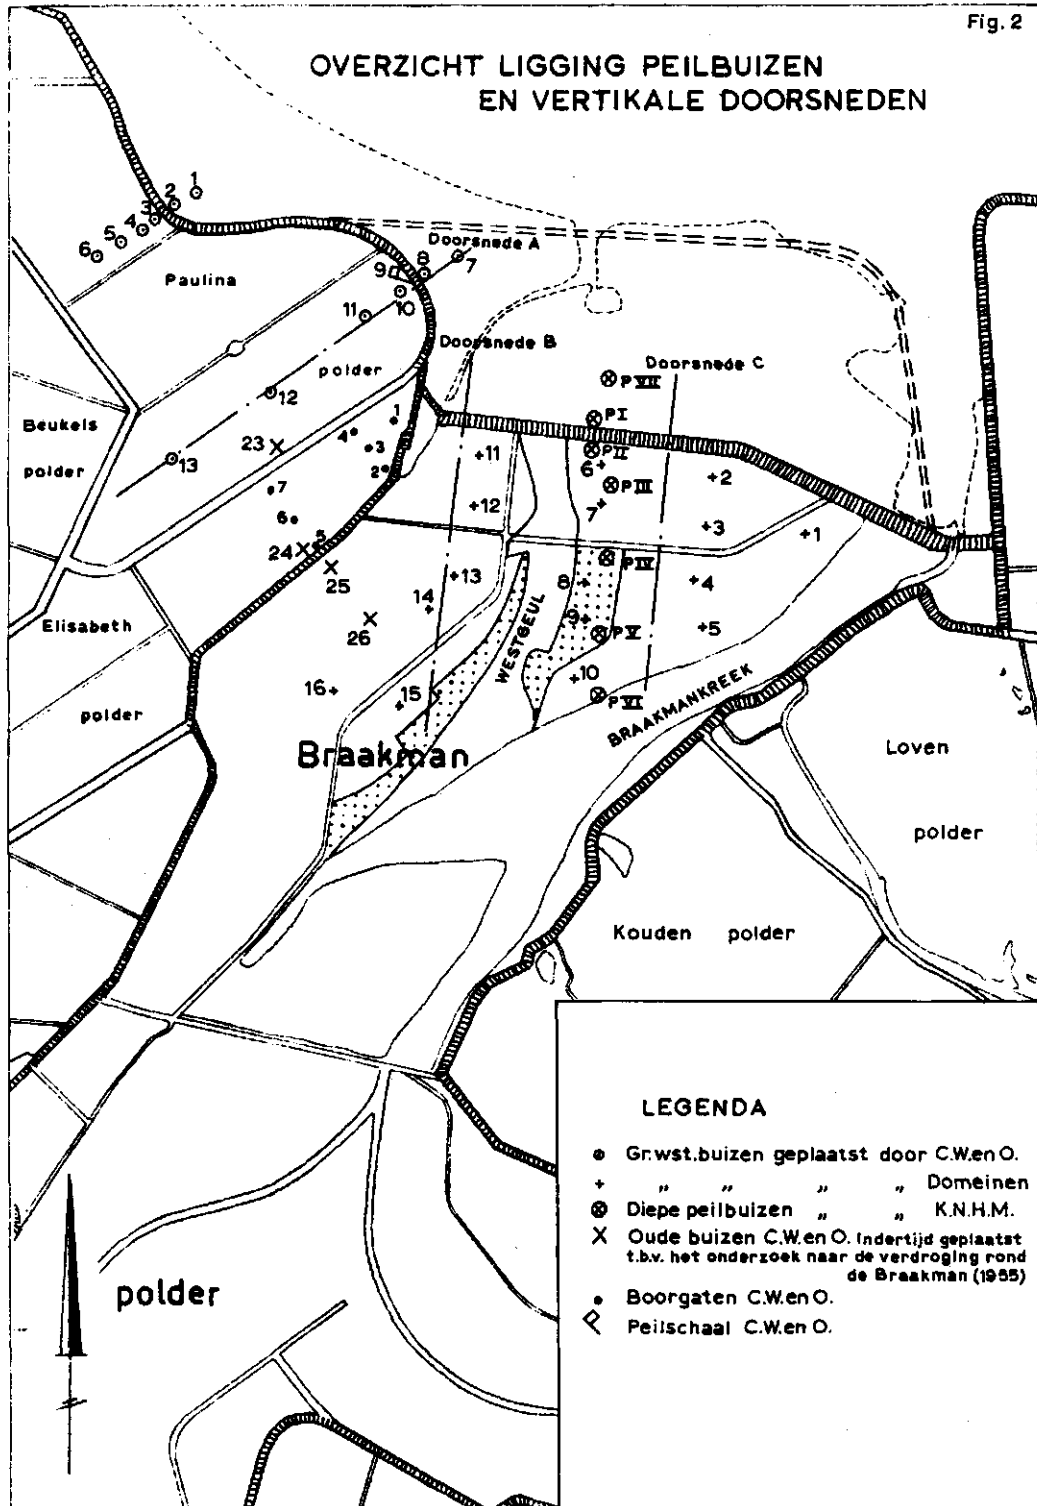 Fig. 2
OVERZICHT LIGGING PEILBUIZEN
EN VERTIKALE DOORSNEDEN
1
2
3
4
5
6
Paulina
Doorsnede A
7
8
9
10
11
polder
12
13
Doorsnede B
Doorsnede C
Beukels
polder
23
1
4
3
2
7
6
5
24
25
26
P VII
P I
P II
6
P III
7
11
12
2
3
1
13
14
8
P IV
4
9
P V
5
10
P VI
15
16
WESTGEUL
BRAAKMANKREEK
Elisabeth
polder
Braakman
Loven
polder
Kouden polder
polder
LEGENDA
Gr.wst.buizen geplaatst door C.W.en O.
+ „ „ „ „ Domeinen
Diepe peilbuizen „ „ K.N.H.M.
X Oude buizen C.W.en O. Indertijd geplaatst
t.b.v. het onderzoek naar de verdroging rond
de Braakman (1955)
Boorgaten C.W.en O.
Peilschaal C.W.en O.